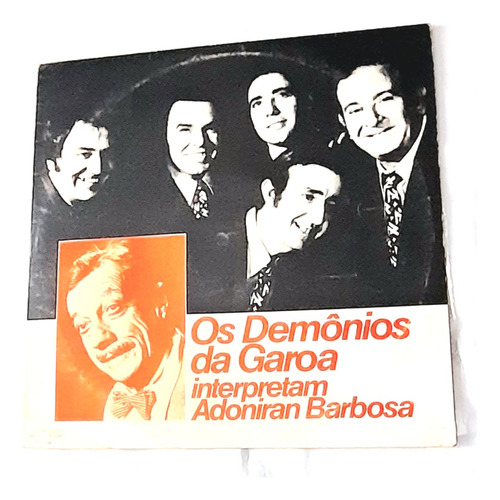 Os Demônios
da Garoa
interpretam
Adoniran Barbosa